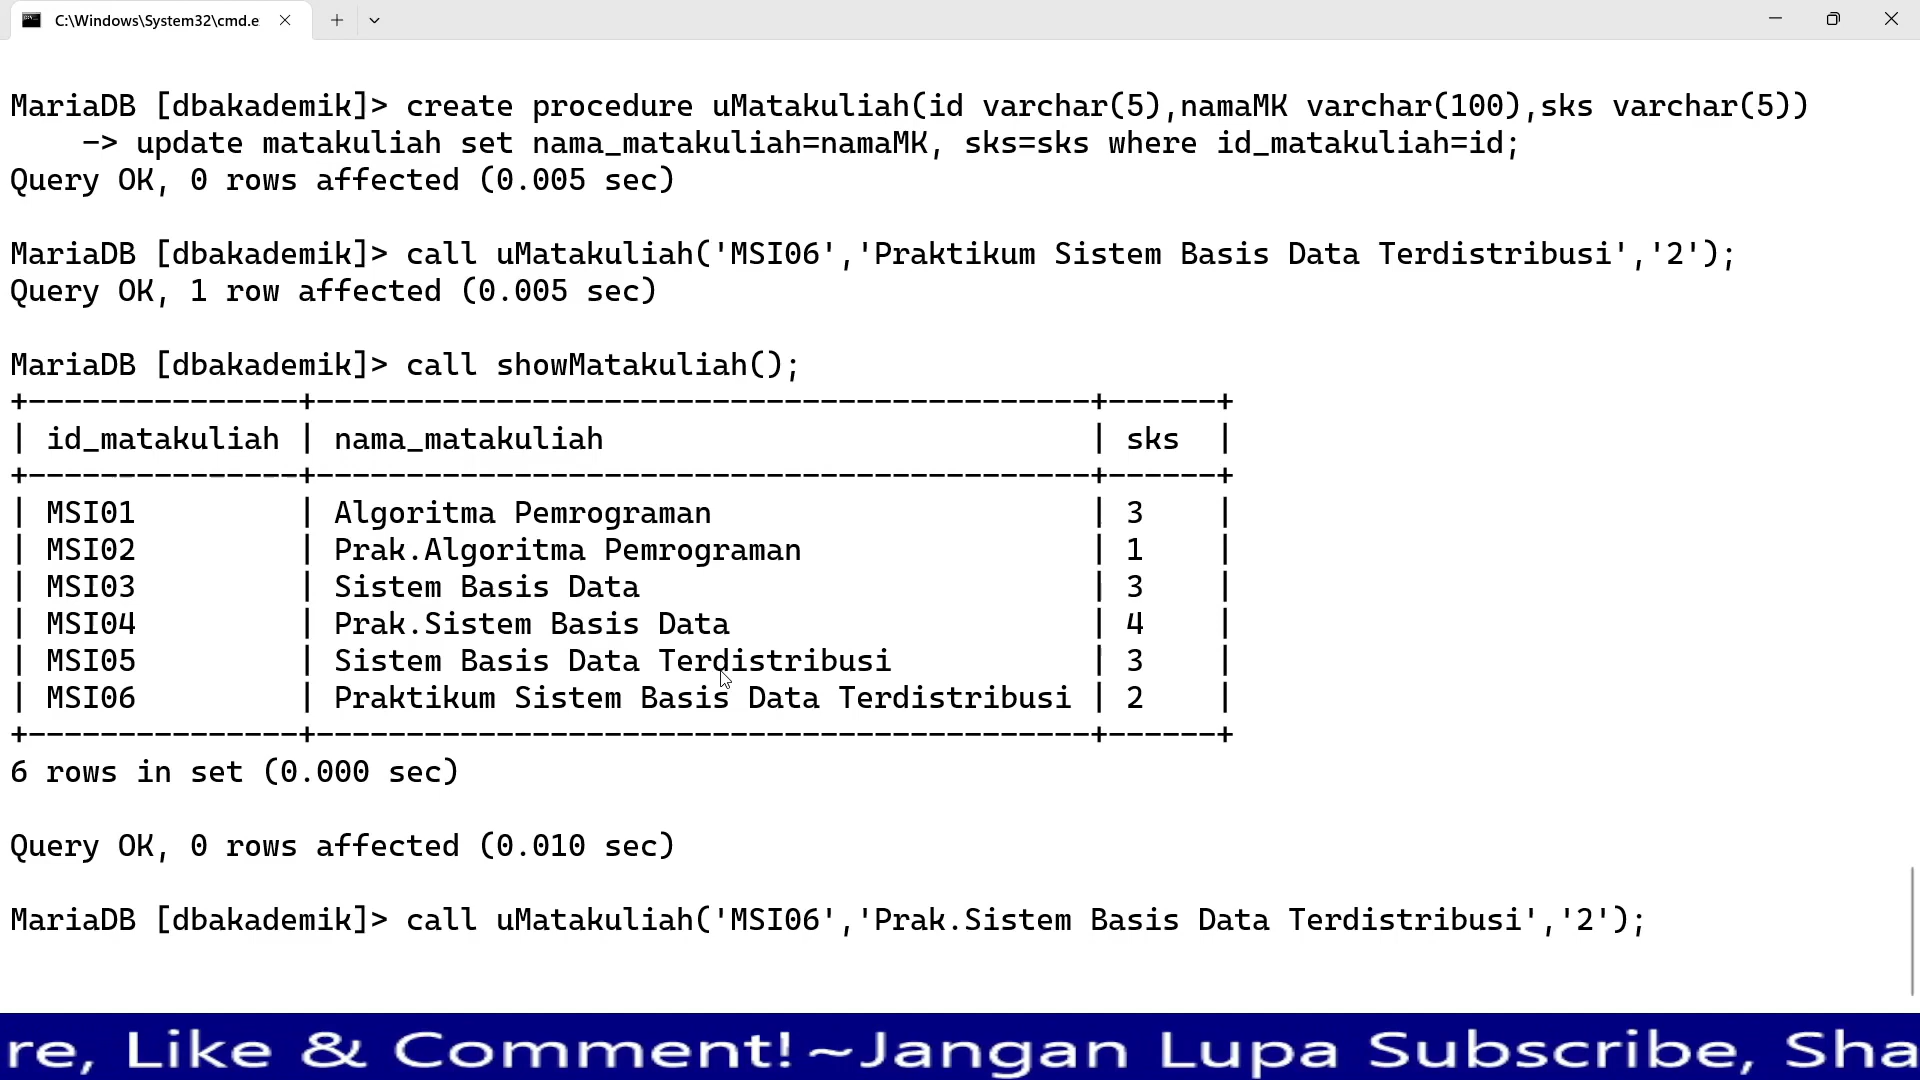 C:\Windows\System32\cmd.e
MariaDB [dbakademik]> create procedure uMatakuliah(id varchar(5),namaMK varchar(100),sks varchar(5))
    -> update matakuliah set nama_matakuliah=namaMK, sks=sks where id_matakuliah=id;
Query OK, 0 rows affected (0.005 sec)
MariaDB [dbakademik]> call uMatakuliah('MSI06','Praktikum Sistem Basis Data Terdistribusi','2');
Query OK, 1 row affected (0.005 sec)
MariaDB [dbakademik]> call showMatakuliah();
+---------------+-------------------------------------------+------+
| id_matakuliah | nama_matakuliah                           | sks  |
+---------------+-------------------------------------------+------+
| MSI01         | Algoritma Pemrograman                     | 3    |
| MSI02         | Prak.Algoritma Pemrograman                | 1    |
| MSI03         | Sistem Basis Data                         | 3    |
| MSI04         | Prak.Sistem Basis Data                    | 4    |
| MSI05         | Sistem Basis Data Terdistribusi           | 3    |
| MSI06         | Praktikum Sistem Basis Data Terdistribusi | 2    |
+---------------+-------------------------------------------+------+
6 rows in set (0.000 sec)
Query OK, 0 rows affected (0.010 sec)
MariaDB [dbakademik]> call uMatakuliah('MSI06','Prak.Sistem Basis Data Terdistribusi','2');
re, Like & Comment!~Jangan Lupa Subscribe, Sha